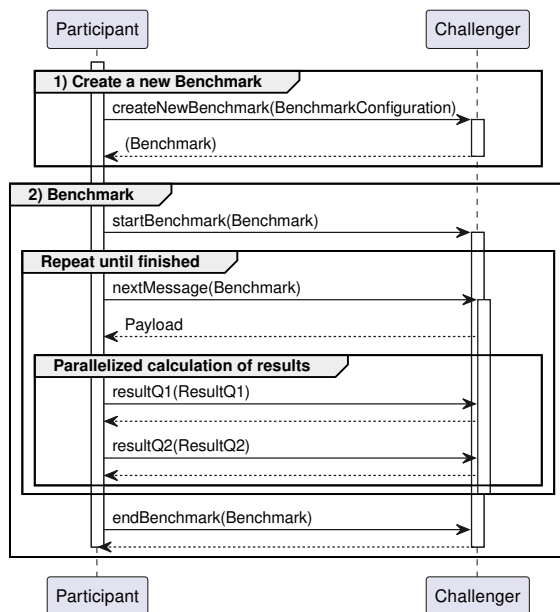 Participant
Challenger
1) Create a new Benchmark
createNewBenchmark(BenchmarkConfiguration)
(Benchmark)
2) Benchmark
startBenchmark(Benchmark)
Repeat until finished
nextMessage(Benchmark)
Payload
Parallelized calculation of results
resultQ1(ResultQ1)
resultQ2(ResultQ2)
endBenchmark(Benchmark)
Participant
Challenger